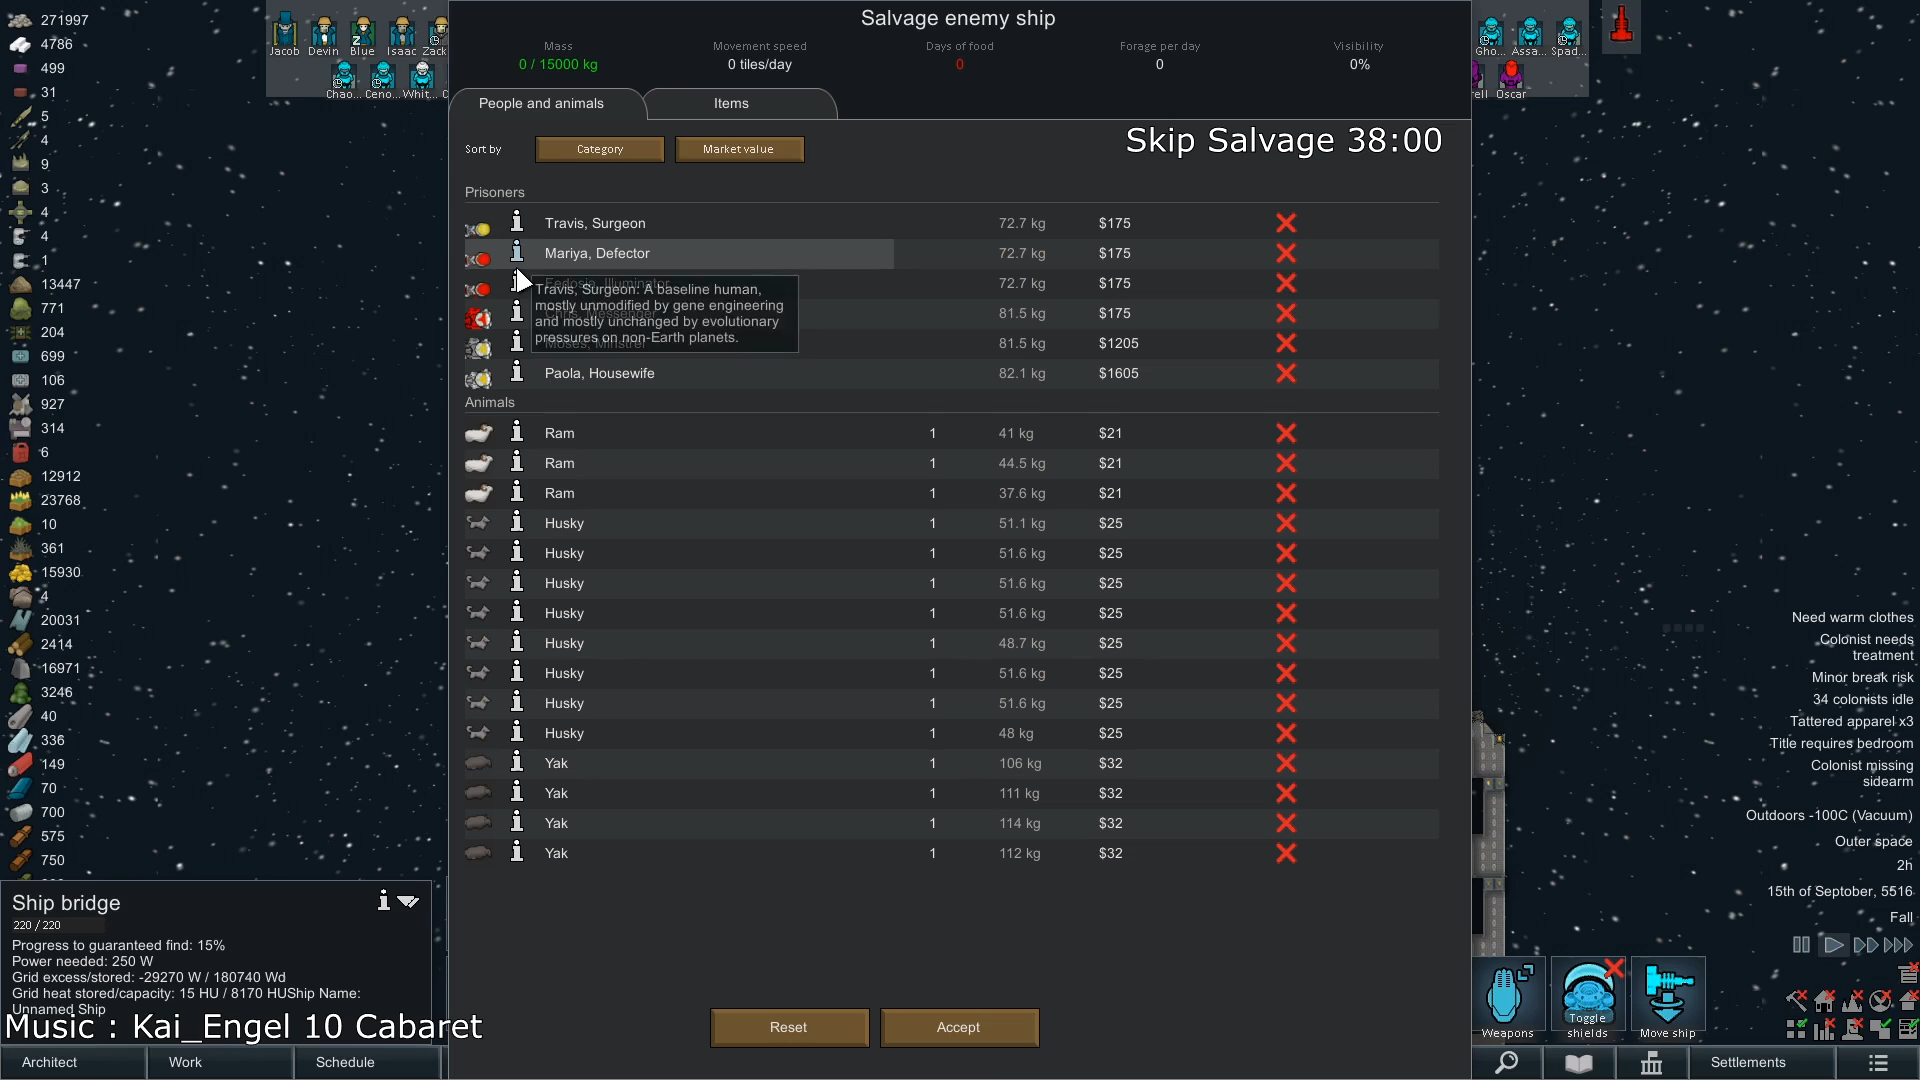 Salvage enemy ship
Mass
Movement speed
Days of food
Forage per day
Visibility
0 / 15000 kg
0 tiles/day
0
0
0%
People and animals
Items
Sort by
Category
Market value
Skip Salvage 38:00
Prisoners
Travis, Surgeon 72.7 kg $175
Mariya, Defector 72.7 kg $175
72.7 kg $175
81.5 kg $175
Moses, Minstrel 81.5 kg $1205
Paola, Housewife 82.1 kg $1605
Travis, Surgeon: A baseline human,
mostly unmodified by gene engineering
and mostly unchanged by evolutionary
pressures on non-Earth planets.
Animals
Ram 1 41 kg $21
Ram 1 44.5 kg $21
Ram 1 37.6 kg $21
Husky 1 51.1 kg $25
Husky 1 51.6 kg $25
Husky 1 51.6 kg $25
Husky 1 51.6 kg $25
Husky 1 48.7 kg $25
Husky 1 51.6 kg $25
Husky 1 51.6 kg $25
Husky 1 48 kg $25
Yak 1 106 kg $32
Yak 1 111 kg $32
Yak 1 114 kg $32
Yak 1 112 kg $32
Reset
Accept
271997
4786
499
31
5
4
9
3
4
4
1
13447
771
204
699
106
927
314
6
12912
23768
10
361
15930
4
20031
2414
16971
3246
40
336
149
70
700
575
750
Jacob
Devin
Blue
Isaac
Zack
Chao...
Ceno...
Whit...
Gho...
Assa...
Spad...
Oscar
Ship bridge
220 / 220
Progress to guaranteed find: 15%
Power needed: 250 W
Grid excess/stored: -29270 W / 180740 Wd
Grid heat stored/capacity: 15 HU / 8170 HUShip Name:
Unnamed Ship
Music : Kai_Engel 10 Cabaret
Architect
Work
Schedule
Need warm clothes
Colonist needs
treatment
Minor break risk
34 colonists idle
Tattered apparel x3
Title requires bedroom
Colonist missing
sidearm
Outdoors -100C (Vacuum)
Outer space
2h
15th of Septober, 5516
Fall
Weapons
Toggle
shields
Move ship
Settlements